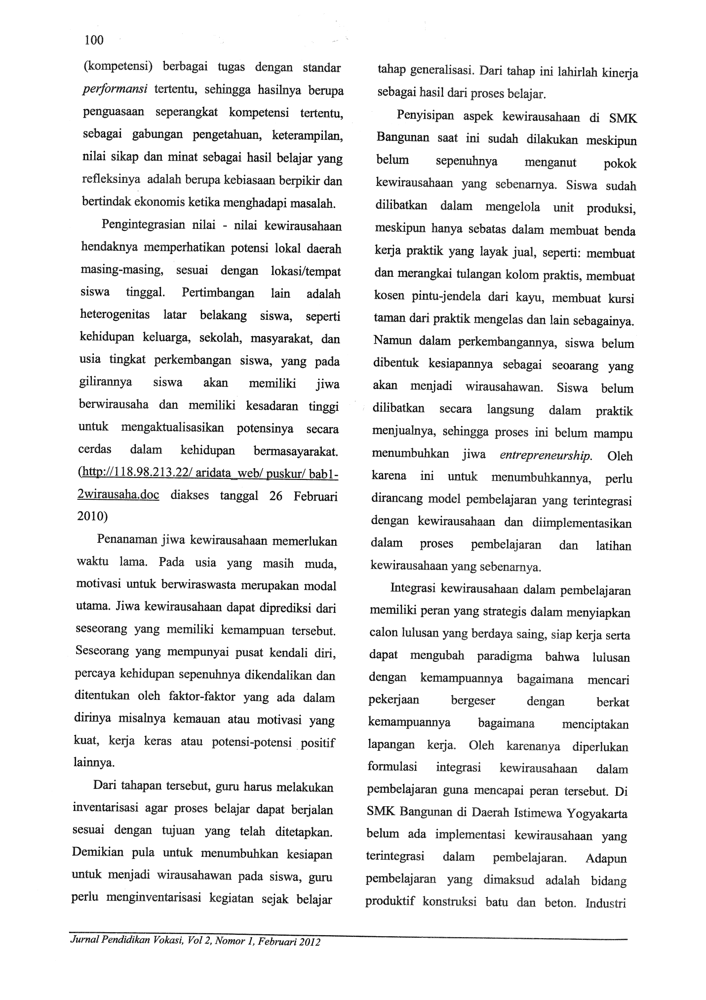 100
(kompetensi) berbagai tugas dengan standar
performansi tertentu, sehingga hasilnya berupa
penguasaan seperangkat kompetensi tertentu,
sebagai gabungan pengetahuan, keterampilan,
nilai sikap dan minat sebagai hasil belajar yang
refleksinya adalah berupa kebiasaan berpikir dan
bertindak ekonomis ketika menghadapi masalah.
Pengintegrasian nilai - nilai kewirausahaan
hendaknya memperhatikan potensi lokal daerah
masing-masing, sesuai dengan lokasi/tempat
siswa tinggal. Pertimbangan lain adalah
heterogenitas latar belakang siswa, seperti
kehidupan keluarga, sekolah, masyarakat, dan
usia tingkat perkembangan siswa, yang pada
gilirannya siswa akan memiliki jiwa
berwirausaha dan memiliki kesadaran tinggi
untuk mengaktualisasikan potensinya secara
cerdas dalam kehidupan bermasayarakat.
(http://118.98.213.22/ aridata_web/ puskur/ bab1-
2wirausaha.doc diakses tanggal 26 Februari
2010)
Penanaman jiwa kewirausahaan memerlukan
waktu lama. Pada usia yang masih muda,
motivasi untuk berwiraswasta merupakan modal
utama. Jiwa kewirausahaan dapat diprediksi dari
seseorang yang memiliki kemampuan tersebut.
Seseorang yang mempunyai pusat kendali diri,
percaya kehidupan sepenuhnya dikendalikan dan
ditentukan oleh faktor-faktor yang ada dalam
dirinya misalnya kemauan atau motivasi yang
kuat, kerja keras atau potensi-potensi positif
lainnya.
Dari tahapan tersebut, guru harus melakukan
inventarisasi agar proses belajar dapat berjalan
sesuai dengan tujuan yang telah ditetapkan.
Demikian pula untuk menumbuhkan kesiapan
untuk menjadi wirausahawan pada siswa, guru
perlu menginventarisasi kegiatan sejak belajar
tahap generalisasi. Dari tahap ini lahirlah kinerja
sebagai hasil dari proses belajar.
Penyisipan aspek kewirausahaan di SMK
Bangunan saat ini sudah dilakukan meskipun
belum sepenuhnya menganut pokok
kewirausahaan yang sebenarnya. Siswa sudah
dilibatkan dalam mengelola unit produksi,
meskipun hanya sebatas dalam membuat benda
kerja praktik yang layak jual, seperti: membuat
dan merangkai tulangan kolom praktis, membuat
kosen pintu-jendela dari kayu, membuat kursi
taman dari praktik mengelas dan lain sebagainya.
Namun dalam perkembangannya, siswa belum
dibentuk kesiapannya sebagai seoarang yang
akan menjadi wirausahawan. Siswa belum
dilibatkan secara langsung dalam praktik
menjualnya, sehingga proses ini belum mampu
menumbuhkan jiwa entrepreneurship. Oleh
karena ini untuk menumbuhkannya, perlu
dirancang model pembelajaran yang terintegrasi
dengan kewirausahaan dan diimplementasikan
dalam proses pembelajaran dan latihan
kewirausahaan yang sebenarnya.
Integrasi kewirausahaan dalam pembelajaran
memiliki peran yang strategis dalam menyiapkan
calon lulusan yang berdaya saing, siap kerja serta
dapat mengubah paradigma bahwa lulusan
dengan kemampuannya bagaimana mencari
pekerjaan bergeser dengan berkat
kemampuannya bagaimana menciptakan
lapangan kerja. Oleh karenanya diperlukan
formulasi integrasi kewirausahaan dalam
pembelajaran guna mencapai peran tersebut. Di
SMK Bangunan di Daerah Istimewa Yogyakarta
belum ada implementasi kewirausahaan yang
terintegrasi dalam pembelajaran. Adapun
pembelajaran yang dimaksud adalah bidang
produktif konstruksi batu dan beton. Industri
Jurnal Pendidikan Vokasi, Vol 2, Nomor 1, Februari 2012